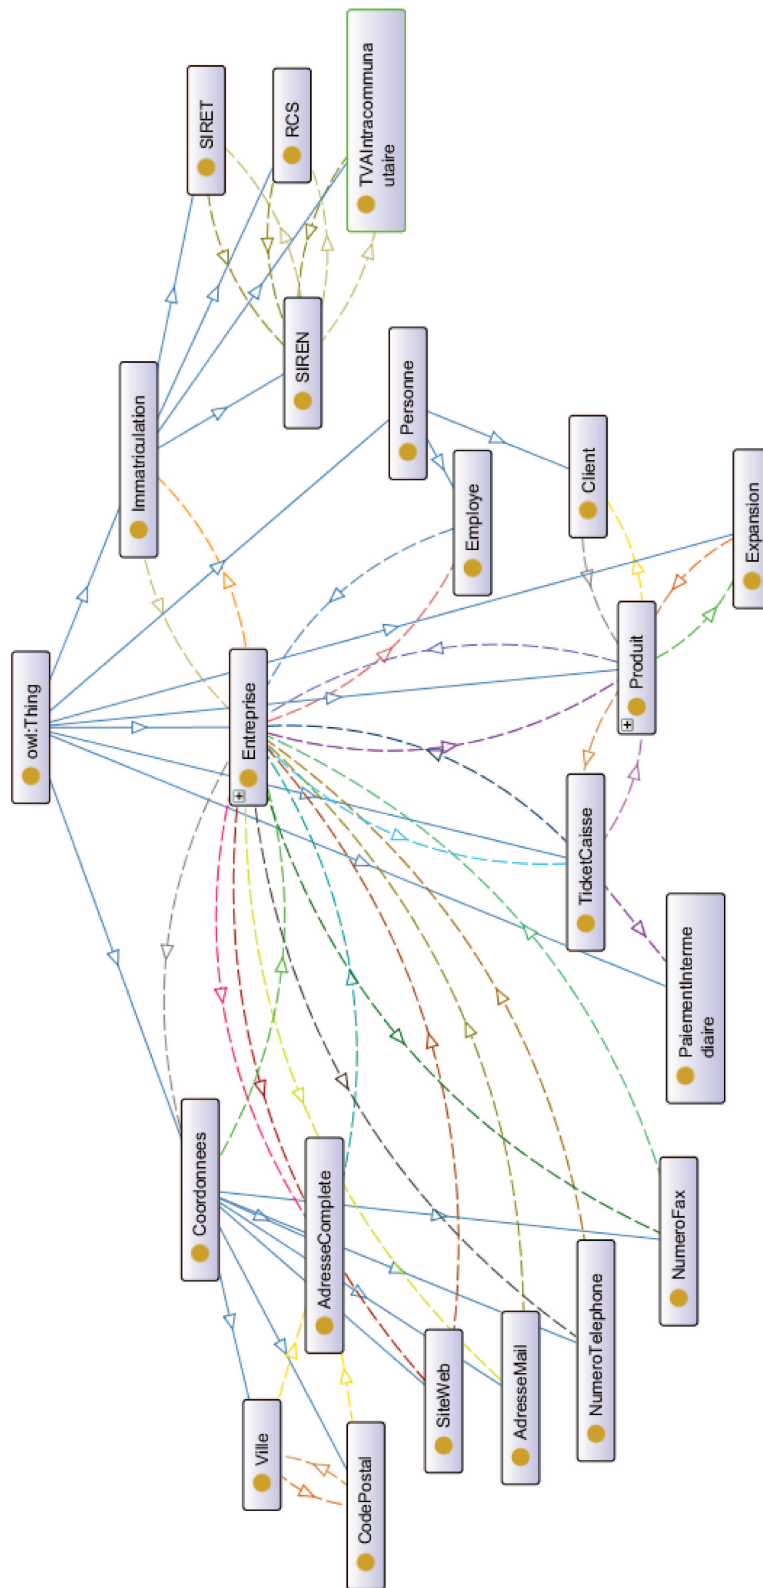 owl:Thing
Immatriculation
SIRET
RCS
TVAIntracommuna
utaire
SIREN
Personne
Employe
Client
Expansion
Entreprise
Produit
TicketCaisse
PaiementInterme
diaire
Coordonnees
AdresseComplete
Ville
CodePostal
SiteWeb
AdresseMail
NumeroTelephone
NumeroFax